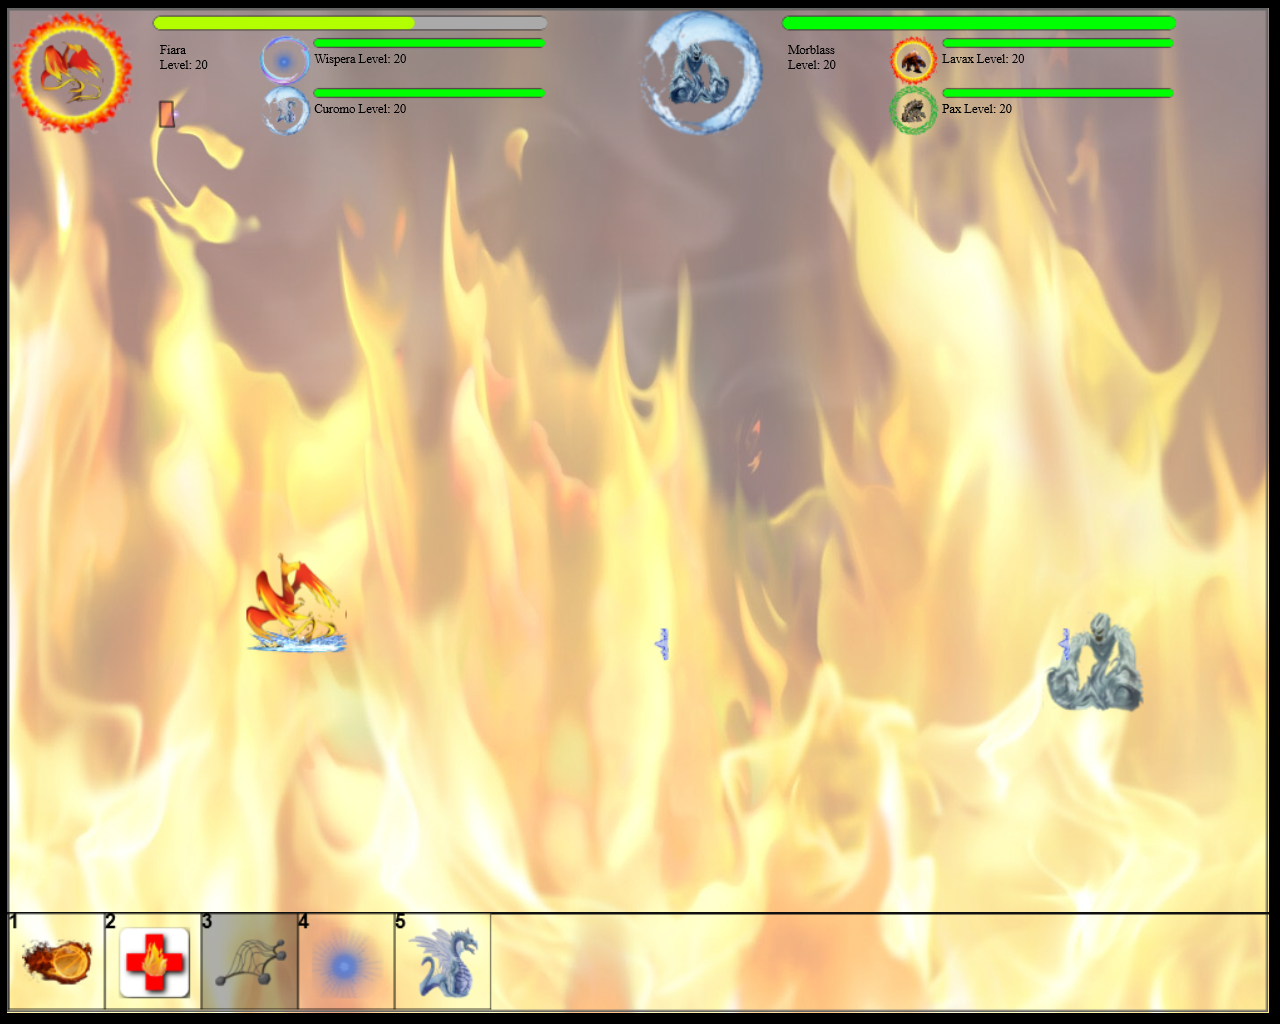 Fiara
Level: 20
Wispera Level: 20
Curomo Level: 20
Morblass
Level: 20
Lavax Level: 20
Pax Level: 20
1
2
3
4
5